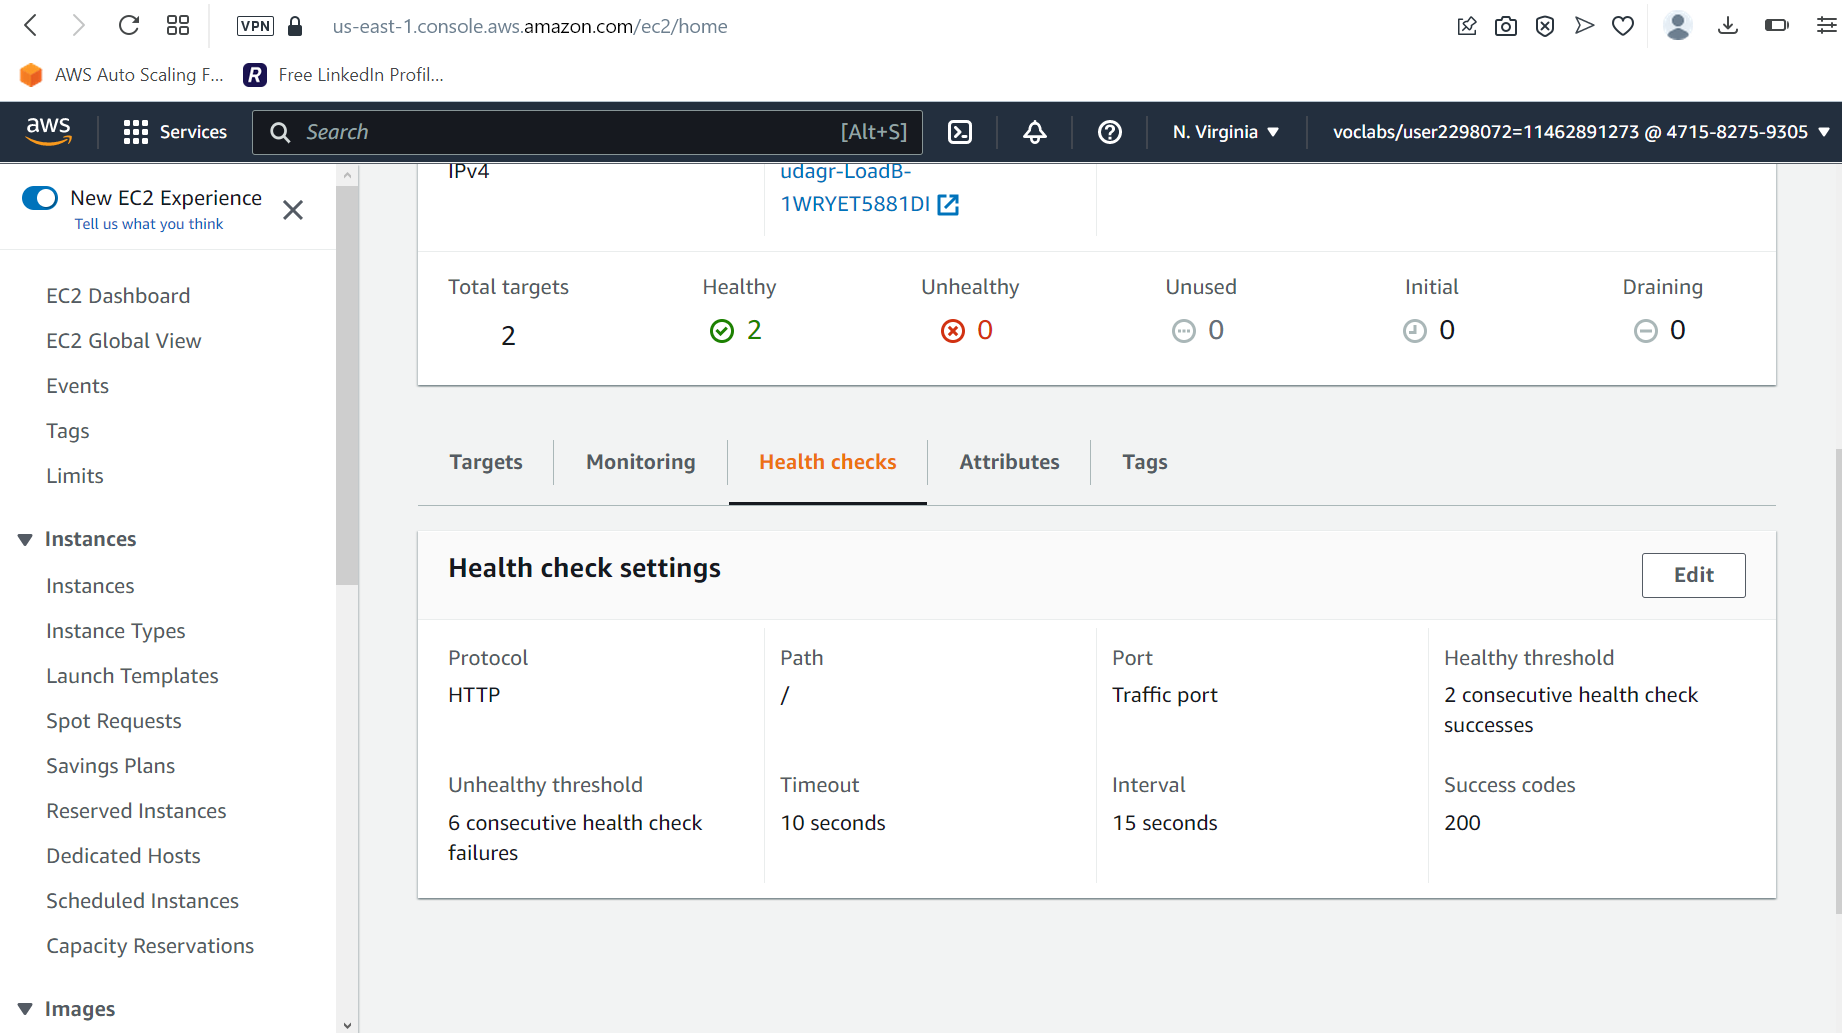 VPN us-east-1.console.aws.amazon.com/ec2/home
AWS Auto Scaling F... R Free LinkedIn Profil...
aws Services Search [Alt+S] N. Virginia voclabs/user2298072=11462891273 @ 4715-8275-9305
New EC2 Experience
Tell us what you think
EC2 Dashboard
EC2 Global View
Events
Tags
Limits
Instances
Instances
Instance Types
Launch Templates
Spot Requests
Savings Plans
Reserved Instances
Dedicated Hosts
Scheduled Instances
Capacity Reservations
Images
IPv4
udagr-LoadB-
1WRYET5881DI
Total targets
2
Healthy
2
Unhealthy
0
Unused
0
Initial
0
Draining
0
Targets Monitoring Health checks Attributes Tags
Health check settings
Edit
Protocol
HTTP
Path
/
Port
Traffic port
Healthy threshold
2 consecutive health check
successes
Unhealthy threshold
6 consecutive health check
failures
Timeout
10 seconds
Interval
15 seconds
Success codes
200